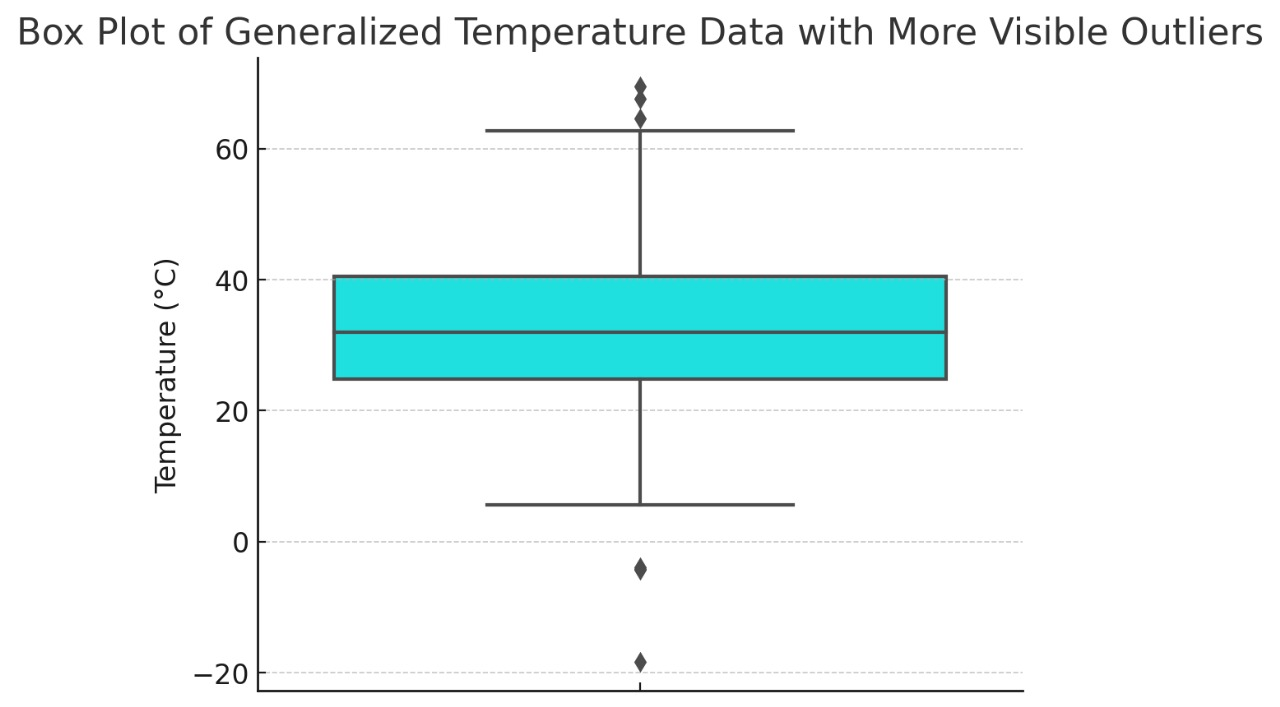 Box Plot of Generalized Temperature Data with More Visible Outliers
Temperature (°C)
60
40
20
0
−20